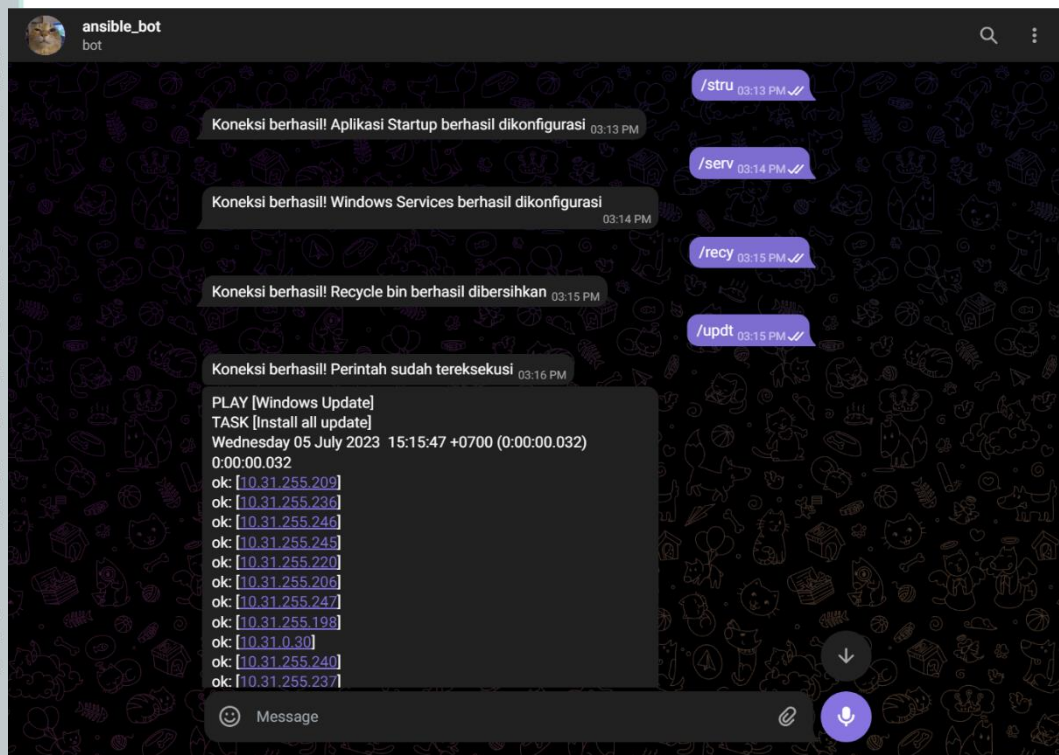 ansible_bot
bot
/stru 03:13 PM
Koneksi berhasil! Aplikasi Startup berhasil dikonfigurasi 03:13 PM
/serv 03:14 PM
Koneksi berhasil! Windows Services berhasil dikonfigurasi
03:14 PM
/recy 03:15 PM
Koneksi berhasil! Recycle bin berhasil dibersihkan 03:15 PM
/updt 03:15 PM
Koneksi berhasil! Perintah sudah tereksekusi 03:16 PM
PLAY [Windows Update]
TASK [Install all update]
Wednesday 05 July 2023 15:15:47 +0700 (0:00:00.032)
0:00:00.032
ok: [10.31.255.209]
ok: [10.31.255.236]
ok: [10.31.255.246]
ok: [10.31.255.245]
ok: [10.31.255.220]
ok: [10.31.255.206]
ok: [10.31.255.247]
ok: [10.31.255.198]
ok: [10.31.0.30]
ok: [10.31.255.240]
ok: [10.31.255.237]
Message